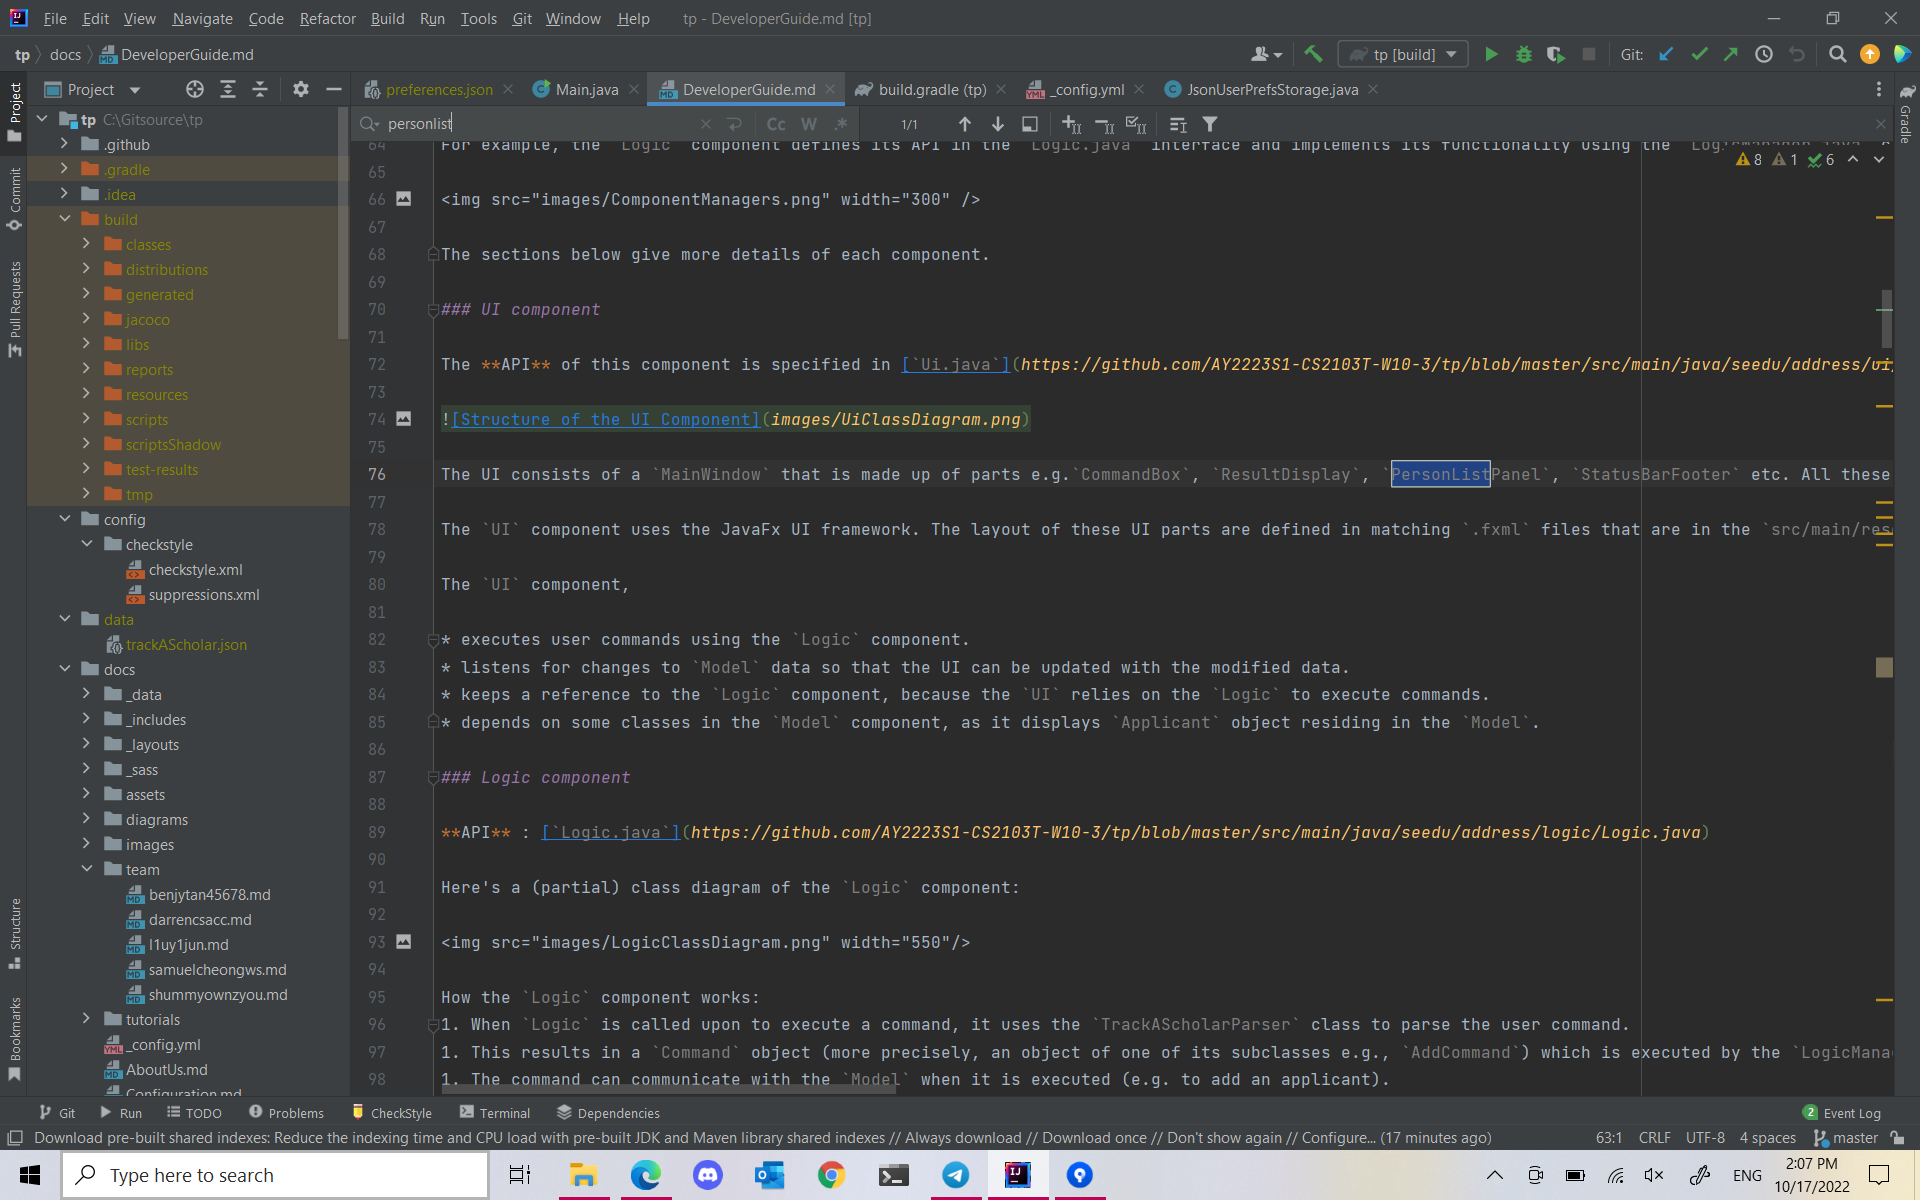 File Edit View Navigate Code Refactor Build Run Tools Git Window Help tp - DeveloperGuide.md [tp]
tp docs DeveloperGuide.md tp [build] Git:
Project preferences.json Main.java DeveloperGuide.md build.gradle (tp) _config.yml JsonUserPrefsStorage.java
personlist Cc W .* 1/1
8 1 6
Project
Commit
Pull Requests
Structure
Bookmarks
Gradle
tp C:\Gitsource\tp
.github
.gradle
.idea
build
classes
distributions
generated
jacoco
libs
reports
resources
scripts
scriptsShadow
test-results
tmp
config
checkstyle
checkstyle.xml
suppressions.xml
data
trackAScholar.json
docs
_data
_includes
_layouts
_sass
assets
diagrams
images
team
benjytan45678.md
darrencsacc.md
l1uy1jun.md
samuelcheongws.md
shummyownzyou.md
tutorials
_config.yml
AboutUs.md
Configuration.md
64 For example, the `Logic` component defines its API in the `Logic.java` interface and implements its functionality using the `LogicManager.java`
65
66 <img src="images/ComponentManagers.png" width="300" />
67
68 The sections below give more details of each component.
69
70 ### UI component
71
72 The **API** of this component is specified in [`Ui.java`](https://github.com/AY2223S1-CS2103T-W10-3/tp/blob/master/src/main/java/seedu/address/ui/
73
74 ![Structure of the UI Component](images/UiClassDiagram.png)
75
76 The UI consists of a `MainWindow` that is made up of parts e.g.`CommandBox`, `ResultDisplay`, `PersonListPanel`, `StatusBarFooter` etc. All these
77
78 The `UI` component uses the JavaFx UI framework. The layout of these UI parts are defined in matching `.fxml` files that are in the `src/main/res
79
80 The `UI` component,
81
82 * executes user commands using the `Logic` component.
83 * listens for changes to `Model` data so that the UI can be updated with the modified data.
84 * keeps a reference to the `Logic` component, because the `UI` relies on the `Logic` to execute commands.
85 * depends on some classes in the `Model` component, as it displays `Applicant` object residing in the `Model`.
86
87 ### Logic component
88
89 **API** : [`Logic.java`](https://github.com/AY2223S1-CS2103T-W10-3/tp/blob/master/src/main/java/seedu/address/logic/Logic.java)
90
91 Here's a (partial) class diagram of the `Logic` component:
92
93 <img src="images/LogicClassDiagram.png" width="550"/>
94
95 How the `Logic` component works:
96 1. When `Logic` is called upon to execute a command, it uses the `TrackAScholarParser` class to parse the user command.
97 1. This results in a `Command` object (more precisely, an object of one of its subclasses e.g., `AddCommand`) which is executed by the `LogicMana
98 1. The command can communicate with the `Model` when it is executed (e.g. to add an applicant).
Git Run TODO Problems CheckStyle Terminal Dependencies 2 Event Log
Download pre-built shared indexes: Reduce the indexing time and CPU load with pre-built JDK and Maven library shared indexes // Always download // Download once // Don't show again // Configure... (17 minutes ago) 63:1 CRLF UTF-8 4 spaces master
Type here to search ENG 2:07 PM
10/17/2022